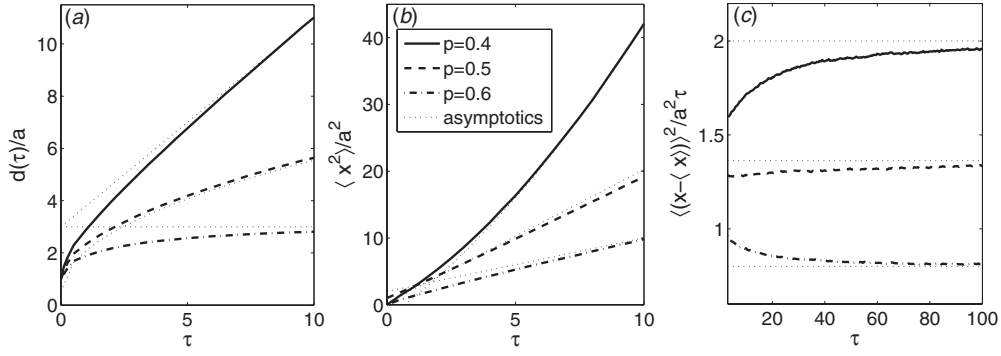 (a)
d(τ)/a
10
8
6
4
2
0
0
5
10
τ
(b)
⟨ x²⟩/a²
40
30
20
10
0
0
5
10
τ
p=0.4
p=0.5
p=0.6
asymptotics
(c)
⟨(x−⟨ x⟩)⟩²/a²τ
2
1.5
1
20
40
60
80
100
τ